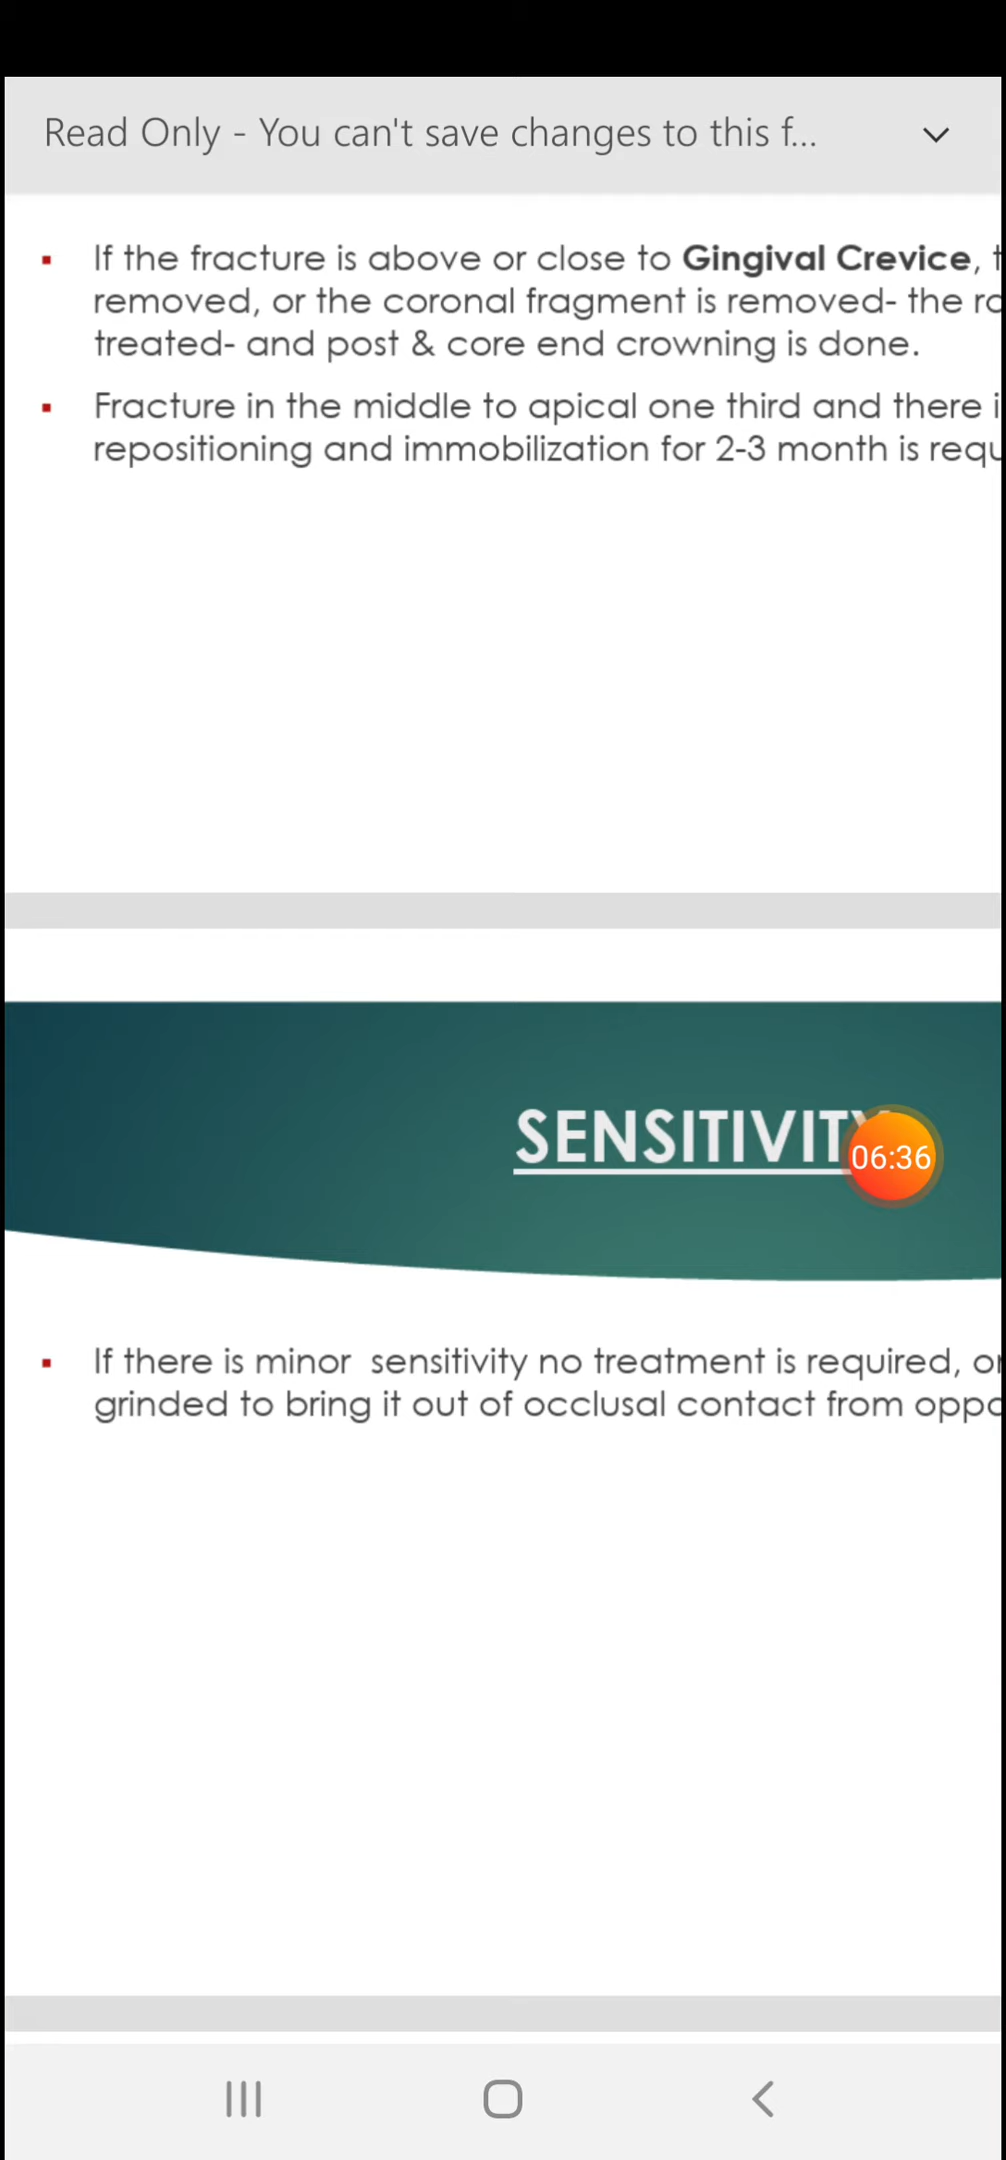 Read Only - You can't save changes to this f...
If the fracture is above or close to Gingival Crevice,
removed, or the coronal fragment is removed- the
treated- and post & core end crowning is done.
Fracture in the middle to apical one third and there
repositioning and immobilization for 2-3 month is
SENSITIVITY
06:36
If there is minor sensitivity no treatment is required,
grinded to bring it out of occlusal contact from